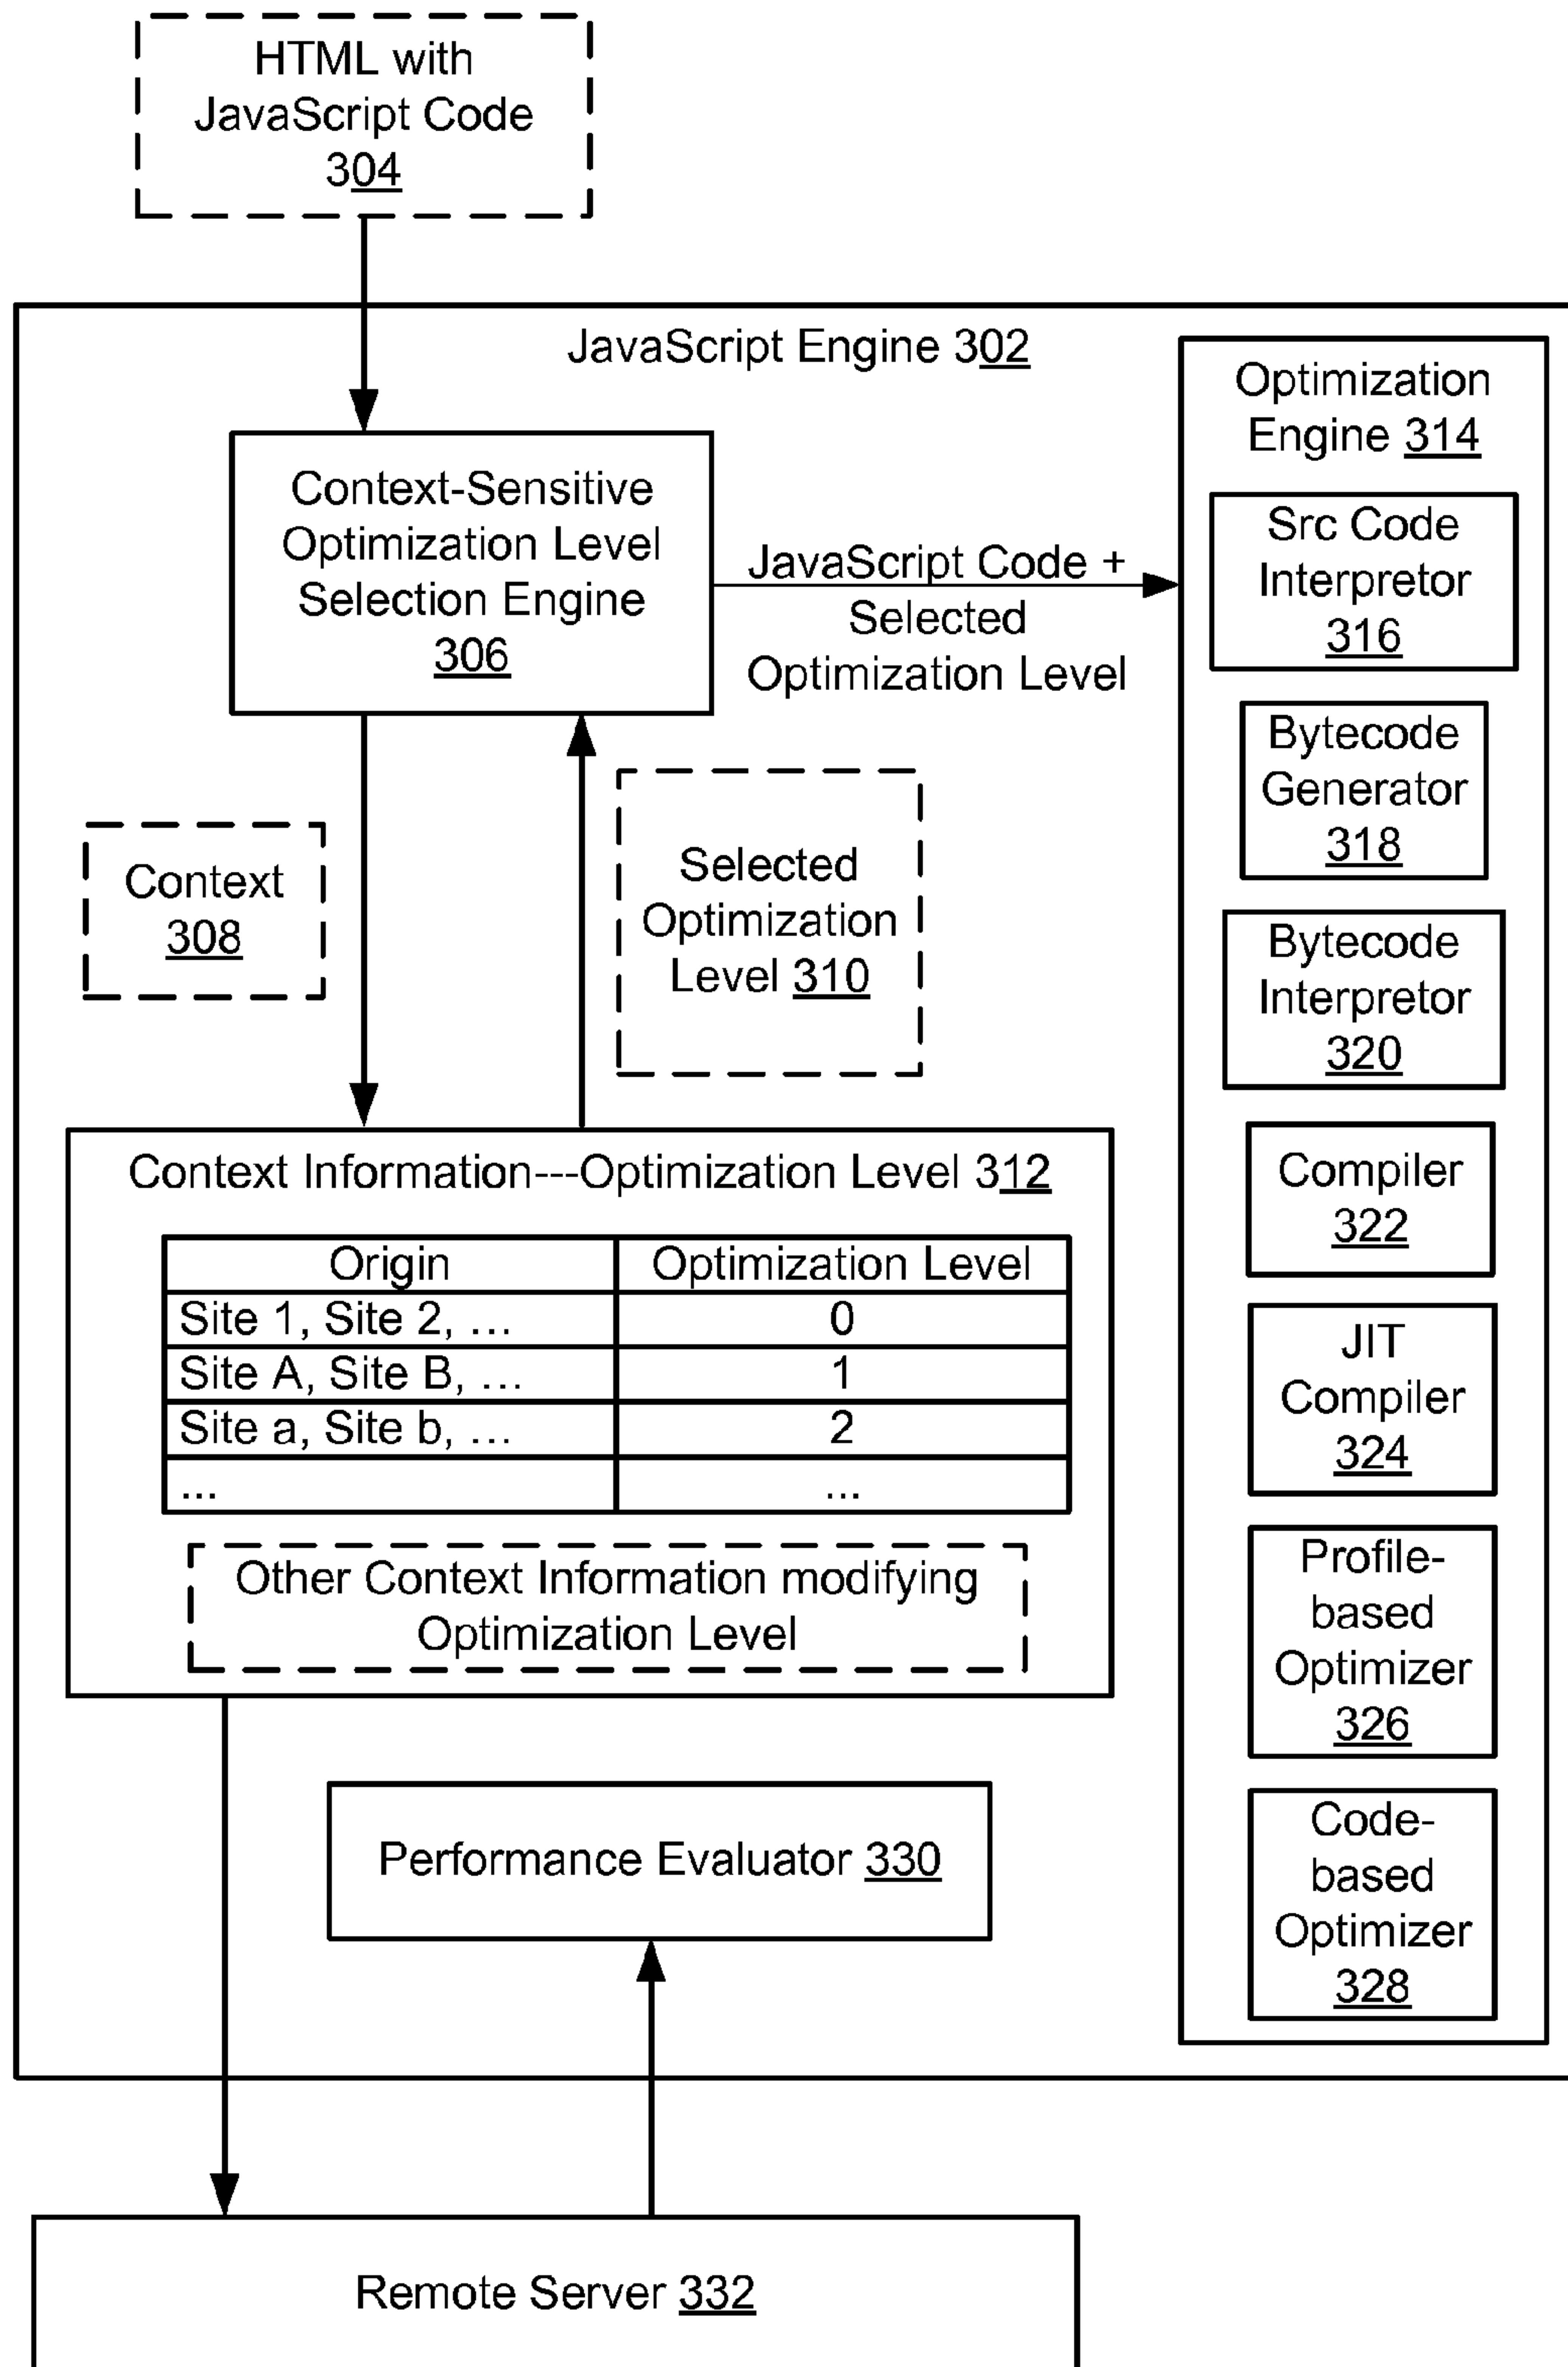 HTML with
JavaScript Code
304
JavaScript Engine 302
Context-Sensitive
Optimization Level
Selection Engine
306
JavaScript Code +
Selected
Optimization Level
Context
308
Selected
Optimization
Level 310
Context Information---Optimization Level 312
Origin Optimization Level
Site 1, Site 2, ... 0
Site A, Site B, ... 1
Site a, Site b, ... 2
... ...
Other Context Information modifying
Optimization Level
Performance Evaluator 330
Optimization
Engine 314
Src Code
Interpretor
316
Bytecode
Generator
318
Bytecode
Interpretor
320
Compiler
322
JIT
Compiler
324
Profile-
based
Optimizer
326
Code-
based
Optimizer
328
Remote Server 332